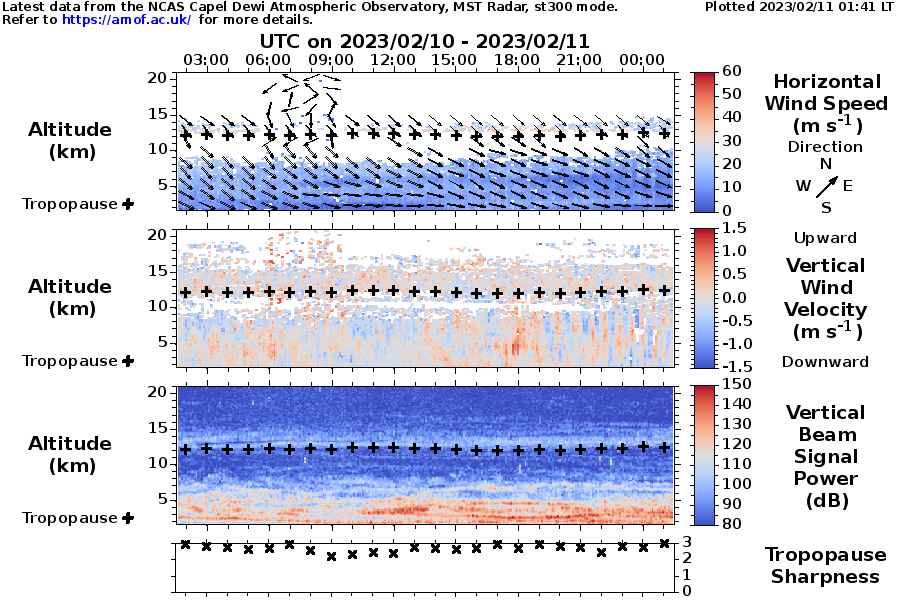 Latest data from the NCAS Capel Dewi Atmospheric Observatory, MST Radar, st300 mode.
Plotted 2023/02/11 01:41 LT
Refer to https://amof.ac.uk/ for more details.
UTC on 2023/02/10 - 2023/02/11
03:00 06:00 09:00 12:00 15:00 18:00 21:00 00:00
Altitude
(km)
Tropopause
20
15
10
5
60
50
40
30
20
10
0
Horizontal
Wind Speed
(m s-1)
Direction
N
W E
S
Altitude
(km)
Tropopause
20
15
10
5
1.5
1.0
0.5
0.0
-0.5
-1.0
-1.5
Upward
Vertical
Wind
Velocity
(m s-1)
Downward
Altitude
(km)
Tropopause
20
15
10
5
150
140
130
120
110
100
90
80
Vertical
Beam
Signal
Power
(dB)
3
2
1
0
Tropopause
Sharpness